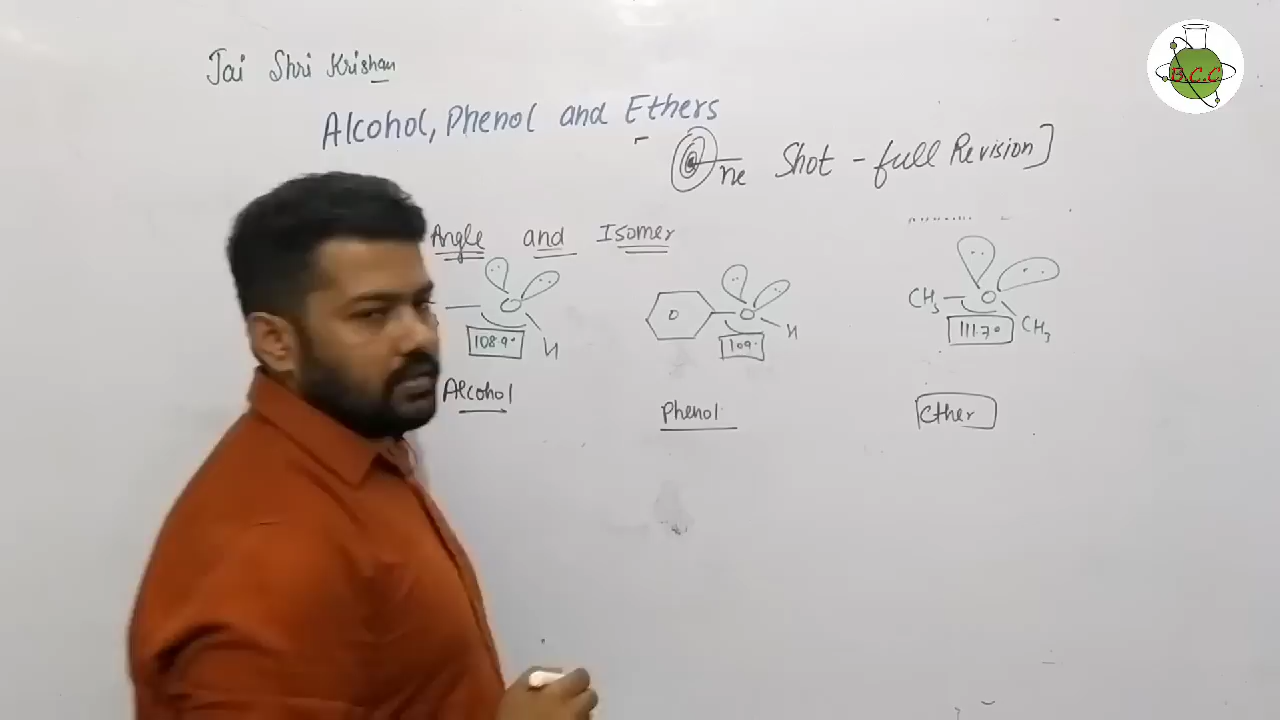 Jai Shri Krishan
B.C.C
Alcohol, Phenol and Ethers
One Shot - full Revision]
Angle and Isomer
O
108.9°
H
Alcohol
O
109°
H
Phenol
CH3
O
111.7°
CH3
Ether